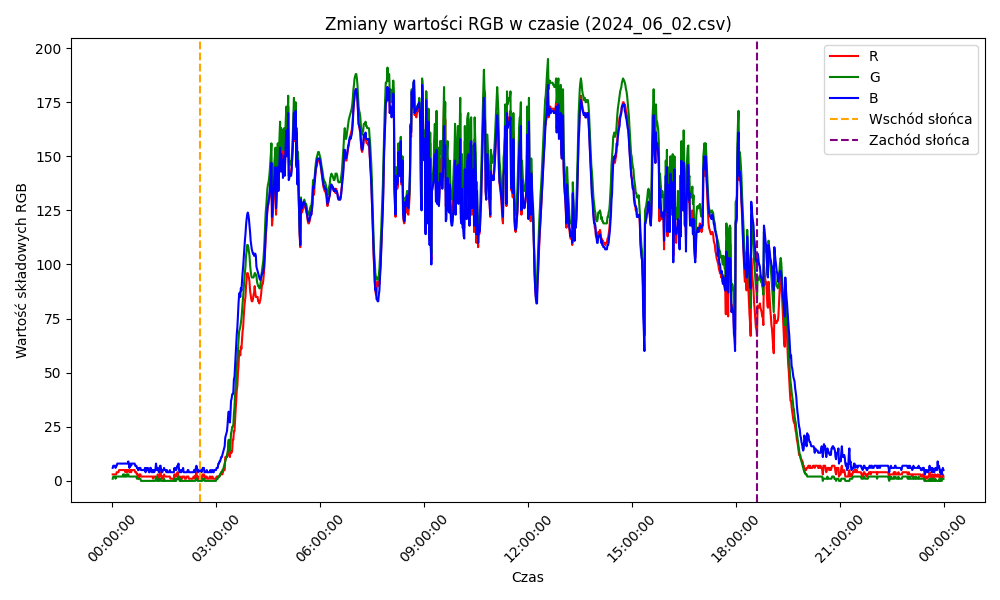 Zmiany wartości RGB w czasie (2024_06_02.csv)
200
175
150
125
100
75
50
25
0
Wartość składowych RGB
R
G
B
Wschód słońca
Zachód słońca
00:00:00
03:00:00
06:00:00
09:00:00
12:00:00
15:00:00
18:00:00
21:00:00
00:00:00
Czas